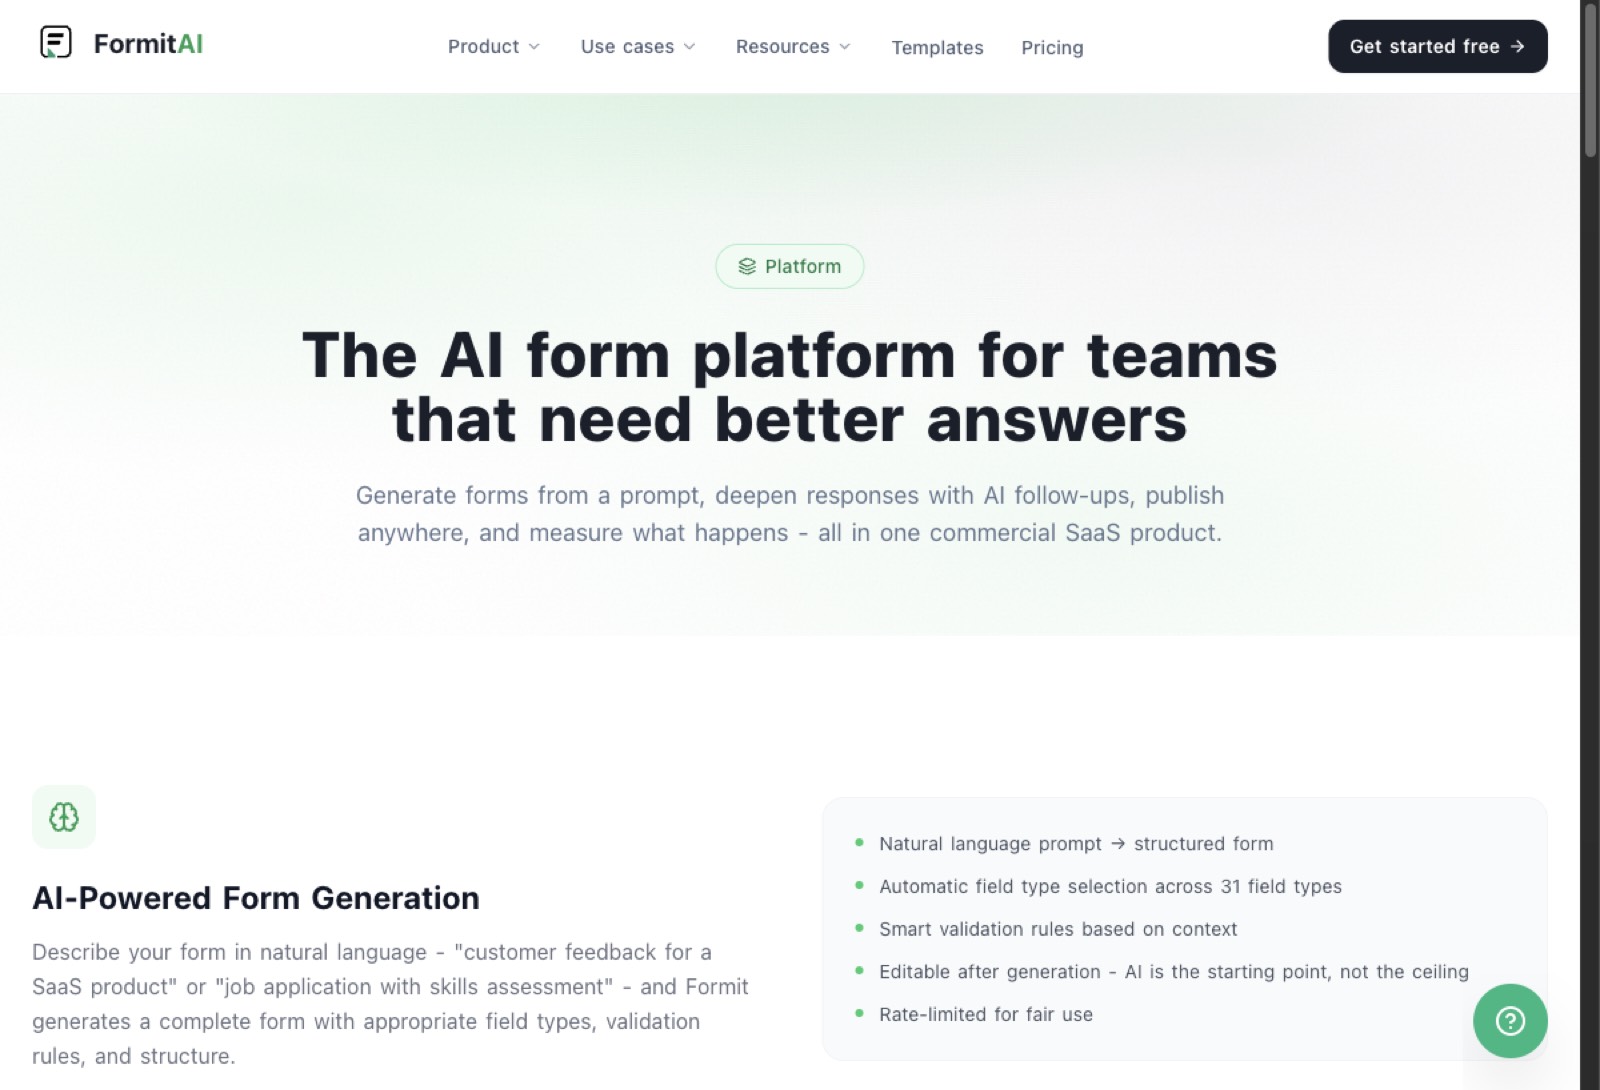 FormitAI
Product
Use cases
Resources
Templates
Pricing
Get started free →
Platform
The AI form platform for teams
that need better answers
Generate forms from a prompt, deepen responses with AI follow-ups, publish
anywhere, and measure what happens - all in one commercial SaaS product.
AI-Powered Form Generation
Describe your form in natural language - "customer feedback for a
SaaS product" or "job application with skills assessment" - and Formit
generates a complete form with appropriate field types, validation
rules, and structure.
Natural language prompt → structured form
Automatic field type selection across 31 field types
Smart validation rules based on context
Editable after generation - AI is the starting point, not the ceiling
Rate-limited for fair use